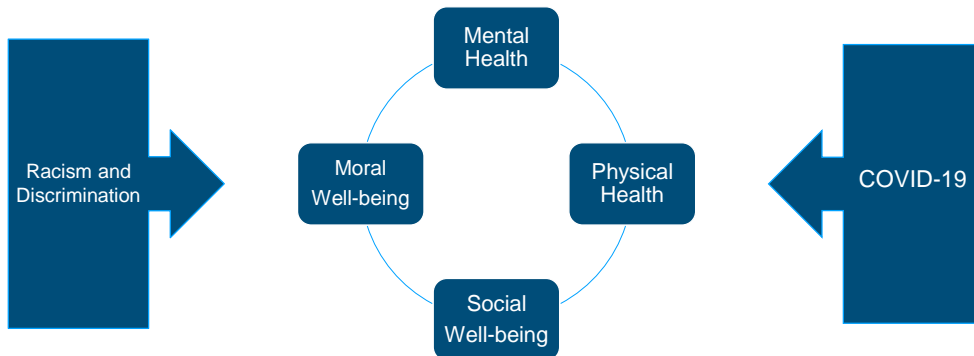 Mental
Health
Racism and
Discrimination
Moral
Well-being
Physical
Health
COVID-19
Social
Well-being